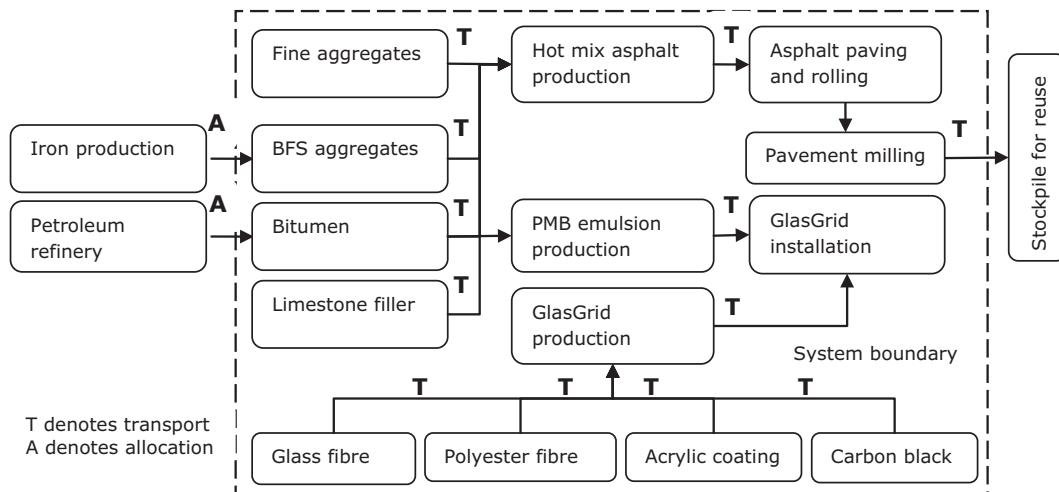 Fine aggregates
T
Hot mix asphalt
production
T
Asphalt paving
and rolling
Iron production
A
BFS aggregates
T
Pavement milling
T
Stockpile for reuse
Petroleum
refinery
A
Bitumen
T
PMB emulsion
production
T
GlasGrid
installation
Limestone filler
T
GlasGrid
production
T
System boundary
T
T
T
T
T denotes transport
A denotes allocation
Glass fibre
Polyester fibre
Acrylic coating
Carbon black